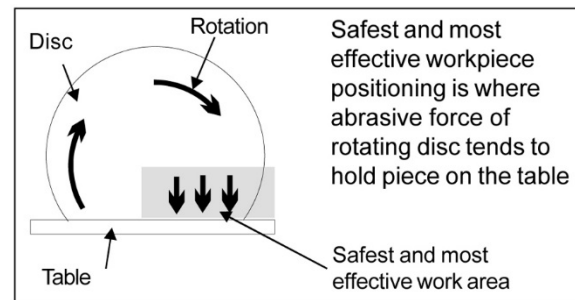 Disc
Rotation
Safest and most
effective workpiece
positioning is where
abrasive force of
rotating disc tends to
hold piece on the table
Table
Safest and most
effective work area